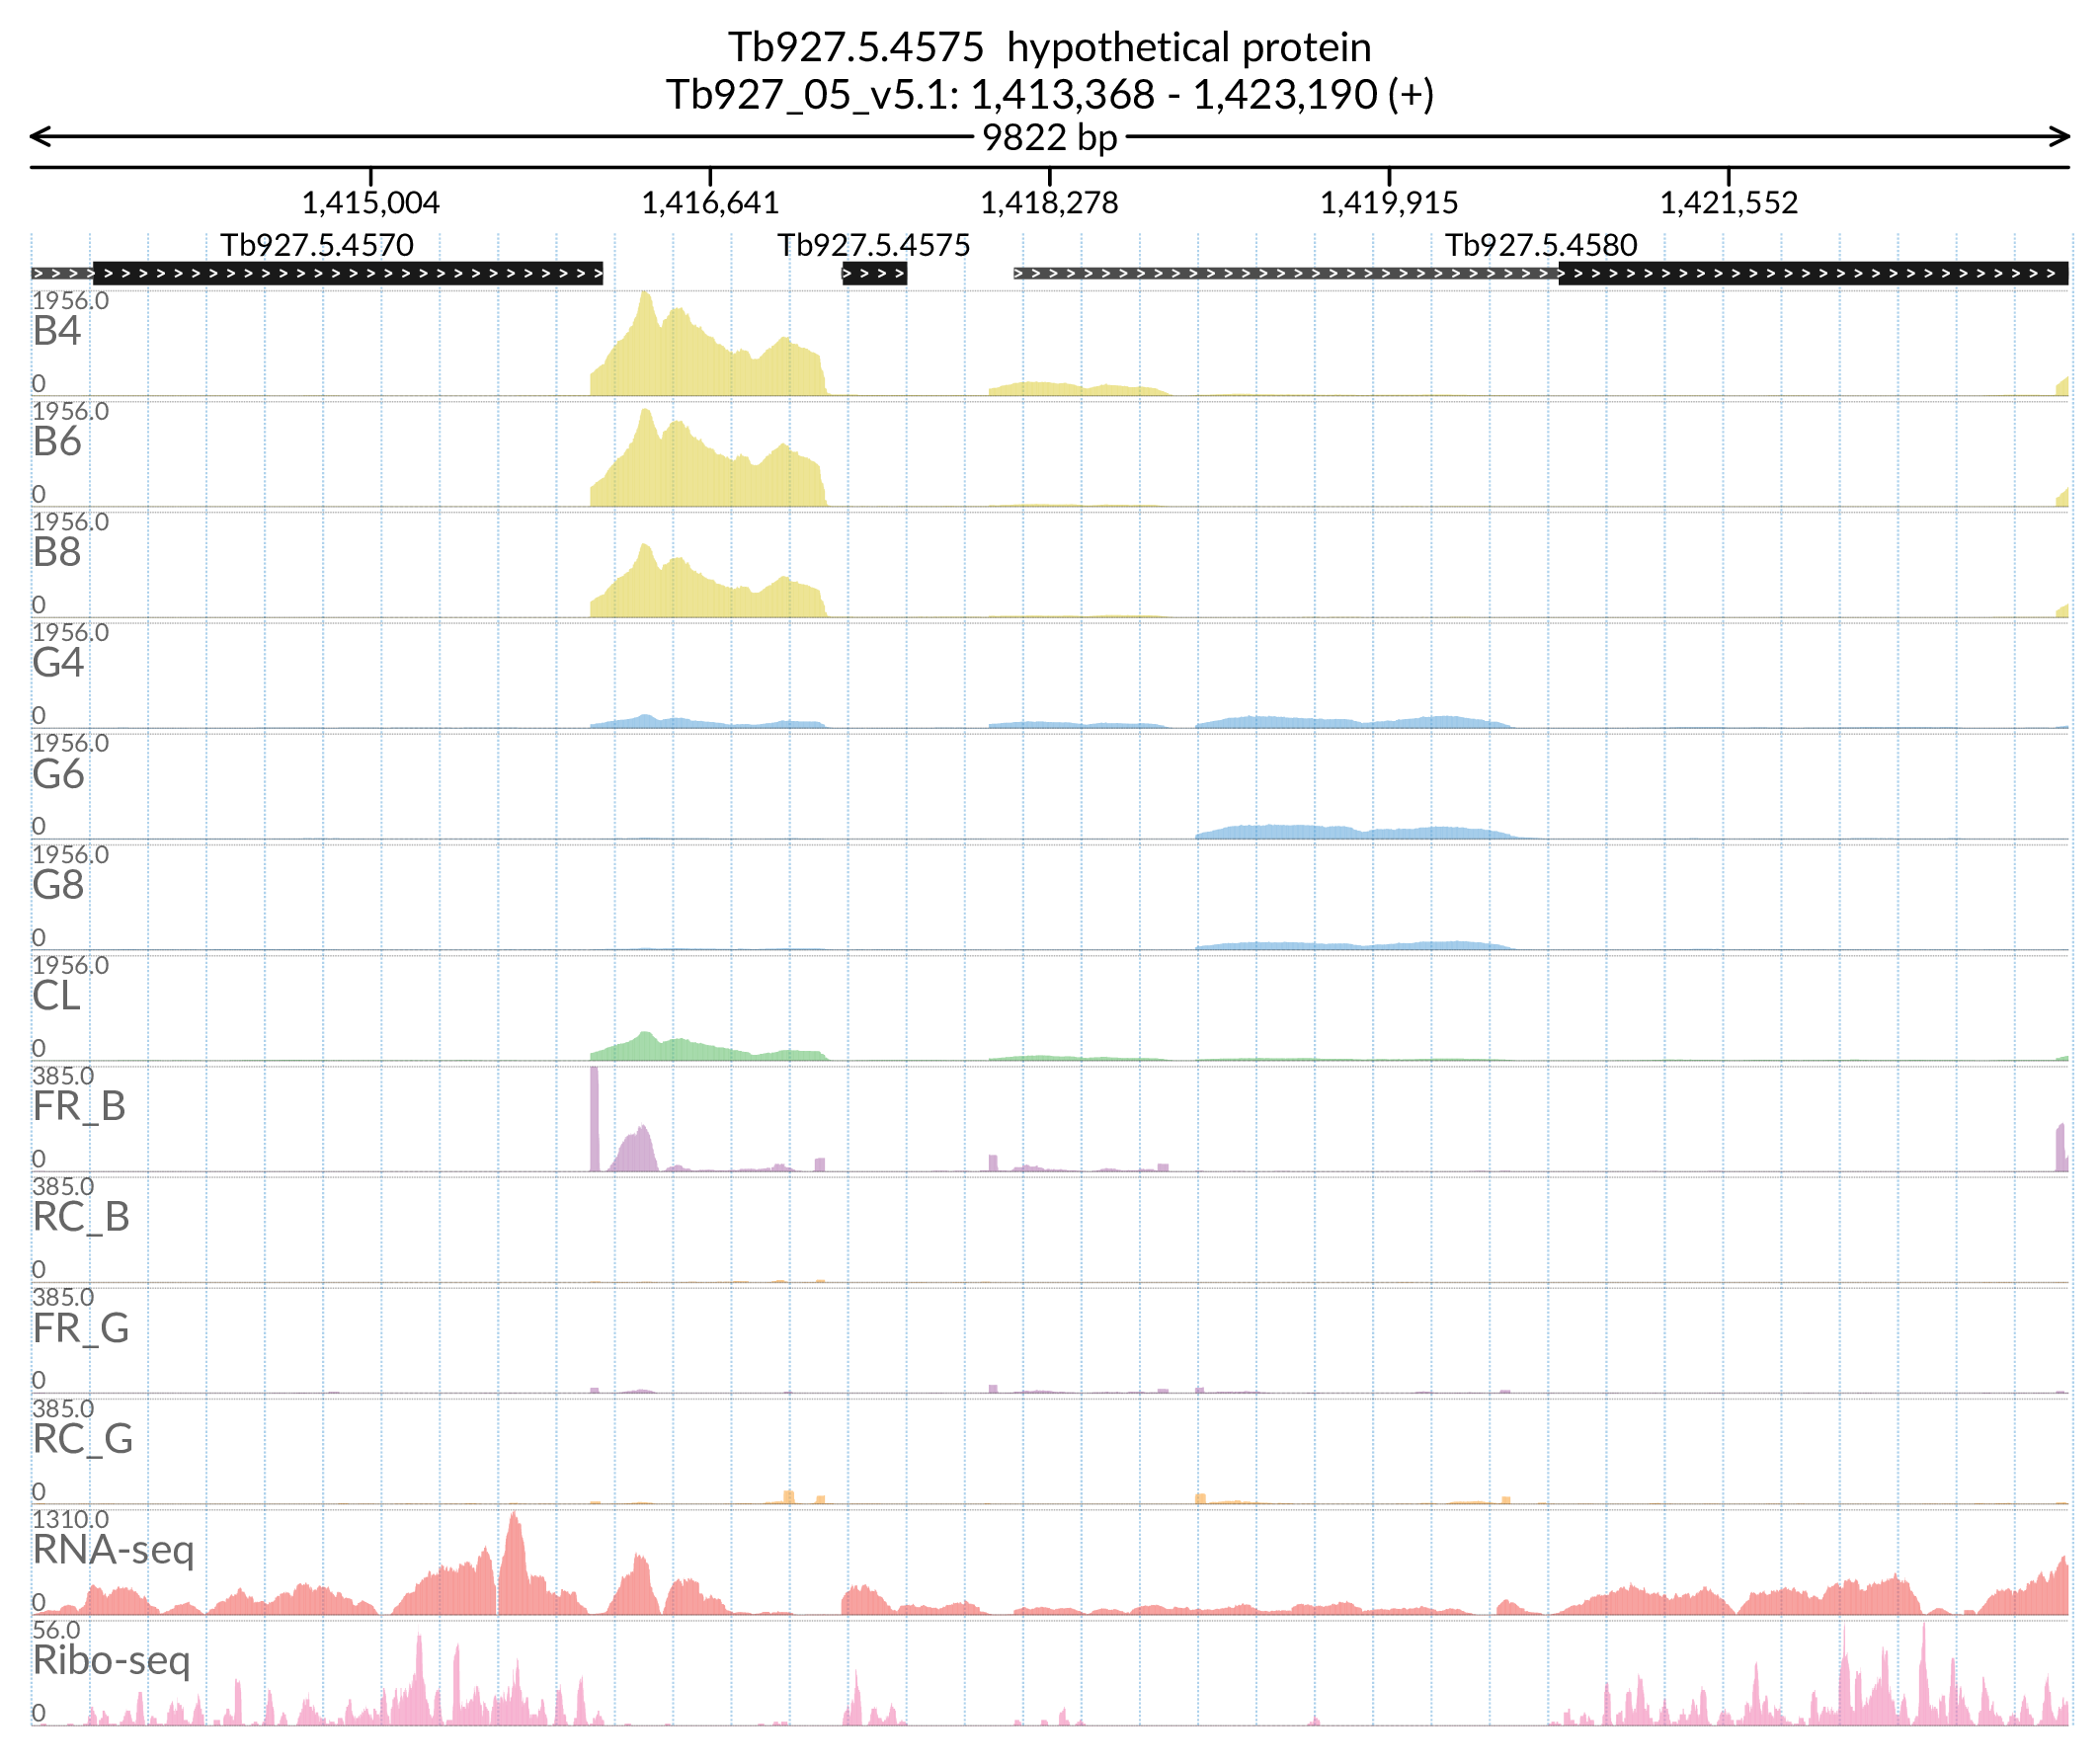 Tb927.5.4575  hypothetical protein
Tb927_05_v5.1: 1,413,368 - 1,423,190 (+)
9822 bp
1,415,004 1,416,641 1,418,278 1,419,915 1,421,552
Tb927.5.4570 Tb927.5.4575 Tb927.5.4580
1956.0
B4
0
1956.0
B6
0
1956.0
B8
0
1956.0
G4
0
1956.0
G6
0
1956.0
G8
0
1956.0
CL
0
385.0
FR_B
0
385.0
RC_B
0
385.0
FR_G
0
385.0
RC_G
0
1310.0
RNA-seq
0
56.0
Ribo-seq
0